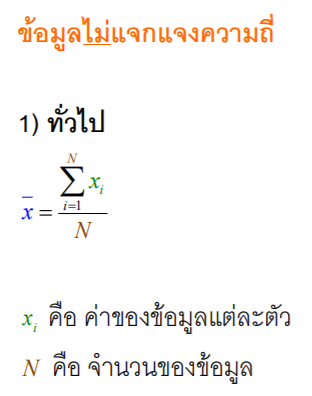 ข้อมูลไม่แจกแจงความถี่
1) ทั่วไป
x̄ = \frac{\sum_{i=1}^{N} x_i}{N}
x_i คือ ค่าของข้อมูลแต่ละตัว
N คือ จำนวนของข้อมูล